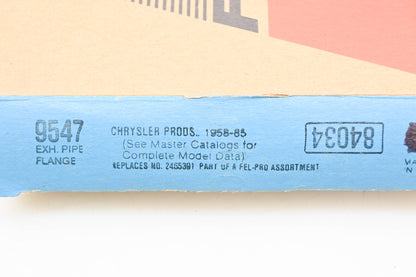 9547
EXH. PIPE
FLANGE
CHRYSLER PRODS., 1958-85
(See Master Catalogs for
Complete Model Data)
REPLACES NO. 2465391 PART OF A FEL-PRO ASSORTMENT
84034